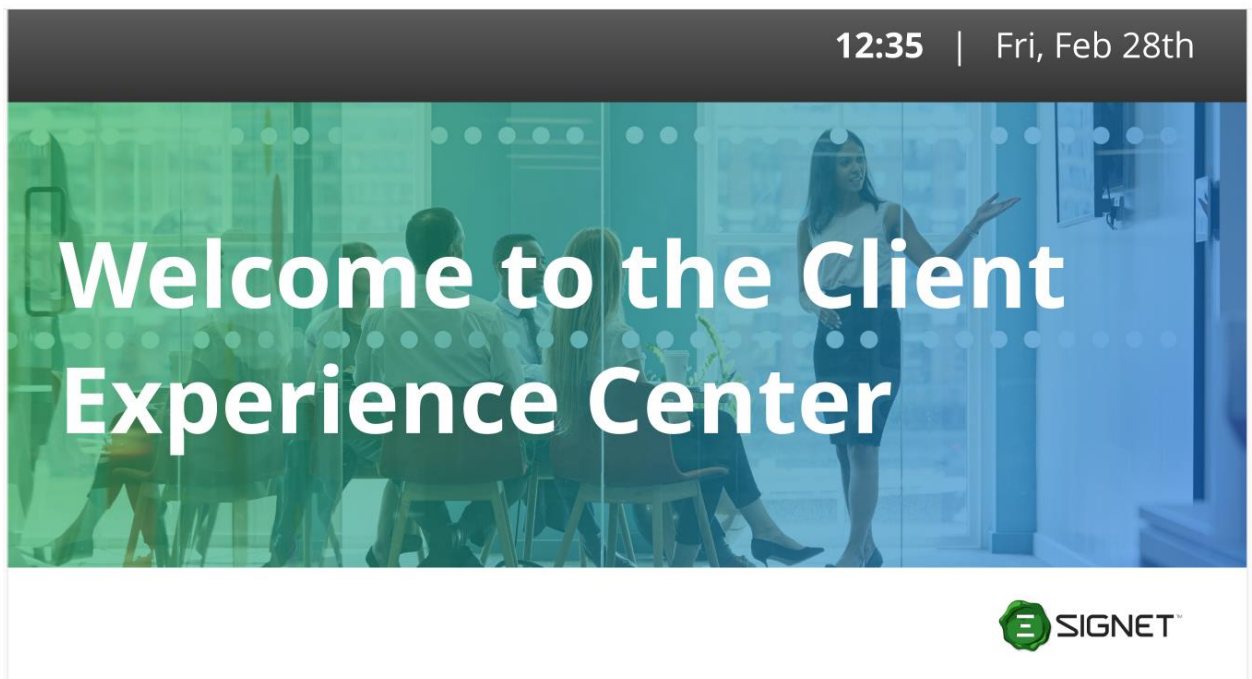 12:35 | Fri, Feb 28th
Welcome to the Client
Experience Center
SIGNET™